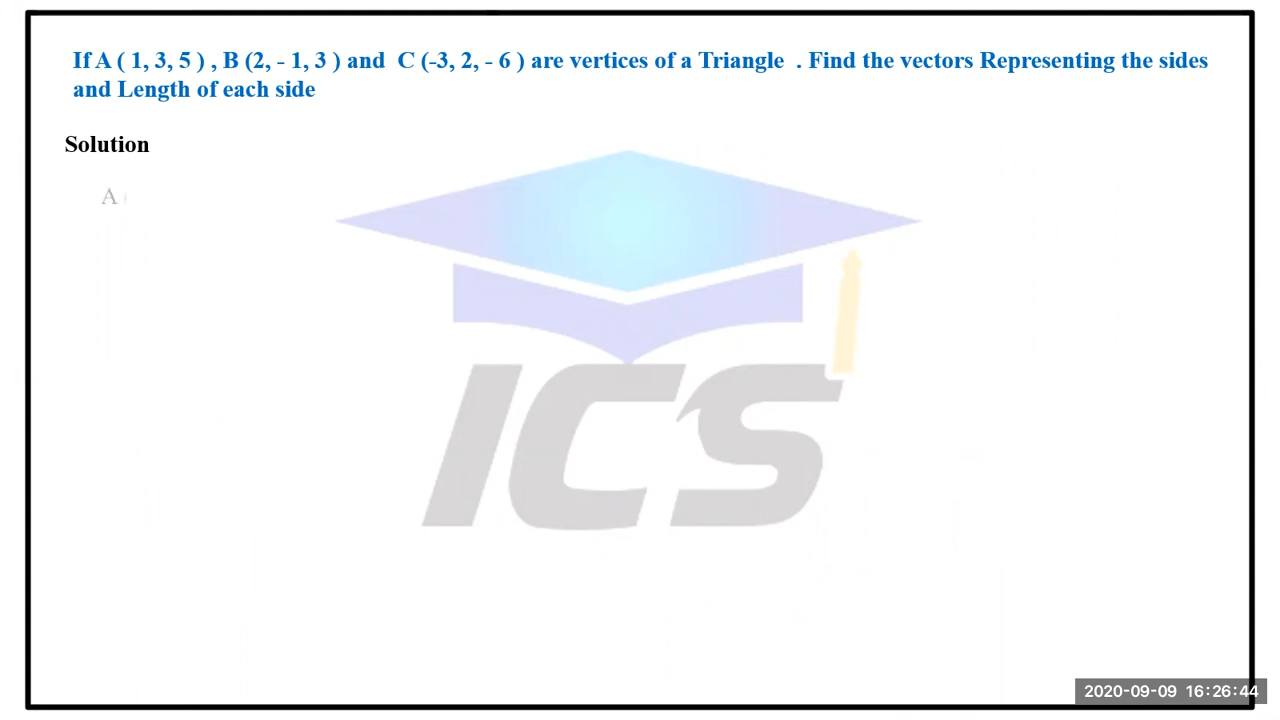 If A ( 1, 3, 5 ) , B (2, - 1, 3 ) and C (-3, 2, - 6 ) are vertices of a Triangle . Find the vectors Representing the sides
and Length of each side
Solution
A (
ICS
2020-09-09 16:26:44